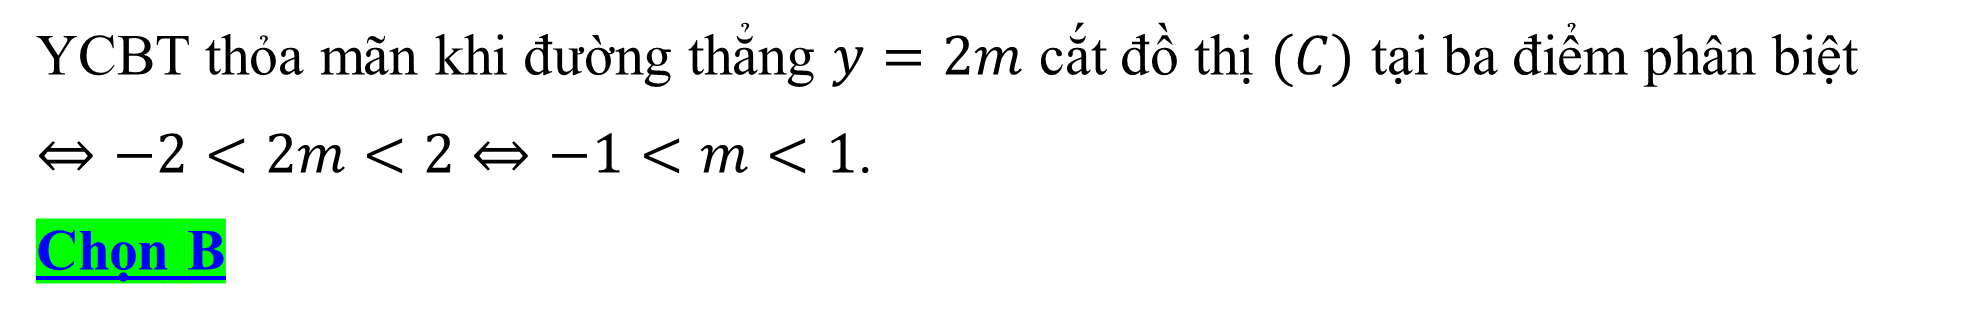 YCBT thỏa mãn khi đường thẳng y = 2m cắt đồ thị (C) tại ba điểm phân biệt
⇔ −2 < 2m < 2 ⇔ −1 < m < 1.
Chọn B